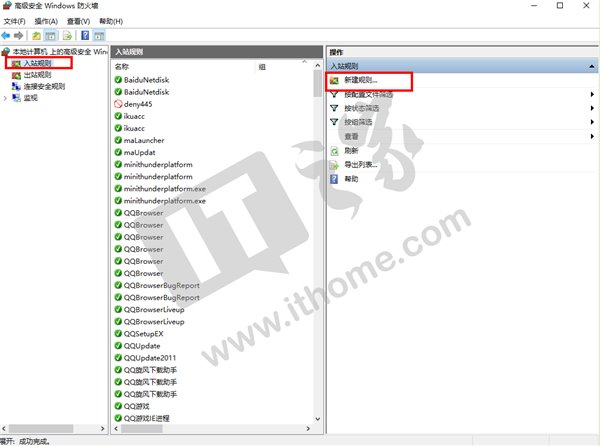 高级安全 Windows 防火墙
文件(F) 操作(A) 查看(V) 帮助(H)
本地计算机 上的高级安全 Win
入站规则
出站规则
连接安全规则
监视
入站规则
名称 组
BaiduNetdisk
BaiduNetdisk
deny445
ikuacc
ikuacc
maLauncher
maUpdat
minithunderplatform
minithunderplatform
minithunderplatform.exe
minithunderplatform.exe
QQBrowser
QQBrowser
QQBrowser
QQBrowser
QQBrowser
QQBrowser
QQBrowserBugReport
QQBrowserBugReport
QQBrowserLiveup
QQBrowserLiveup
QQSetupEX
QQUpdate
QQUpdate2011
QQ旋风下载助手
QQ旋风下载助手
QQ旋风下载助手
QQ游戏
QQ游戏IE进程
操作
入站规则
新建规则...
按配置文件筛选
按状态筛选
按组筛选
查看
刷新
导出列表...
帮助
IT之家
www.ithome.com
展开: 成功完成。